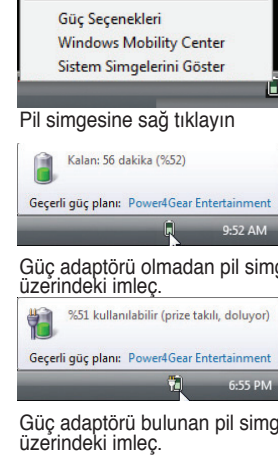 Güç Seçenekleri
Windows Mobility Center
Sistem Simgelerini Göster
Pil simgesine sağ tıklayın
Kalan: 56 dakika (%52)
Geçerli güç planı: Power4Gear Entertainment
9:52 AM
Güç adaptörü olmadan pil simg
üzerindeki imleç.
%51 kullanılabilir (prize takılı, doluyor)
Geçerli güç planı: Power4Gear Entertainment
6:55 PM
Güç adaptörü bulunan pil simg
üzerindeki imleç.